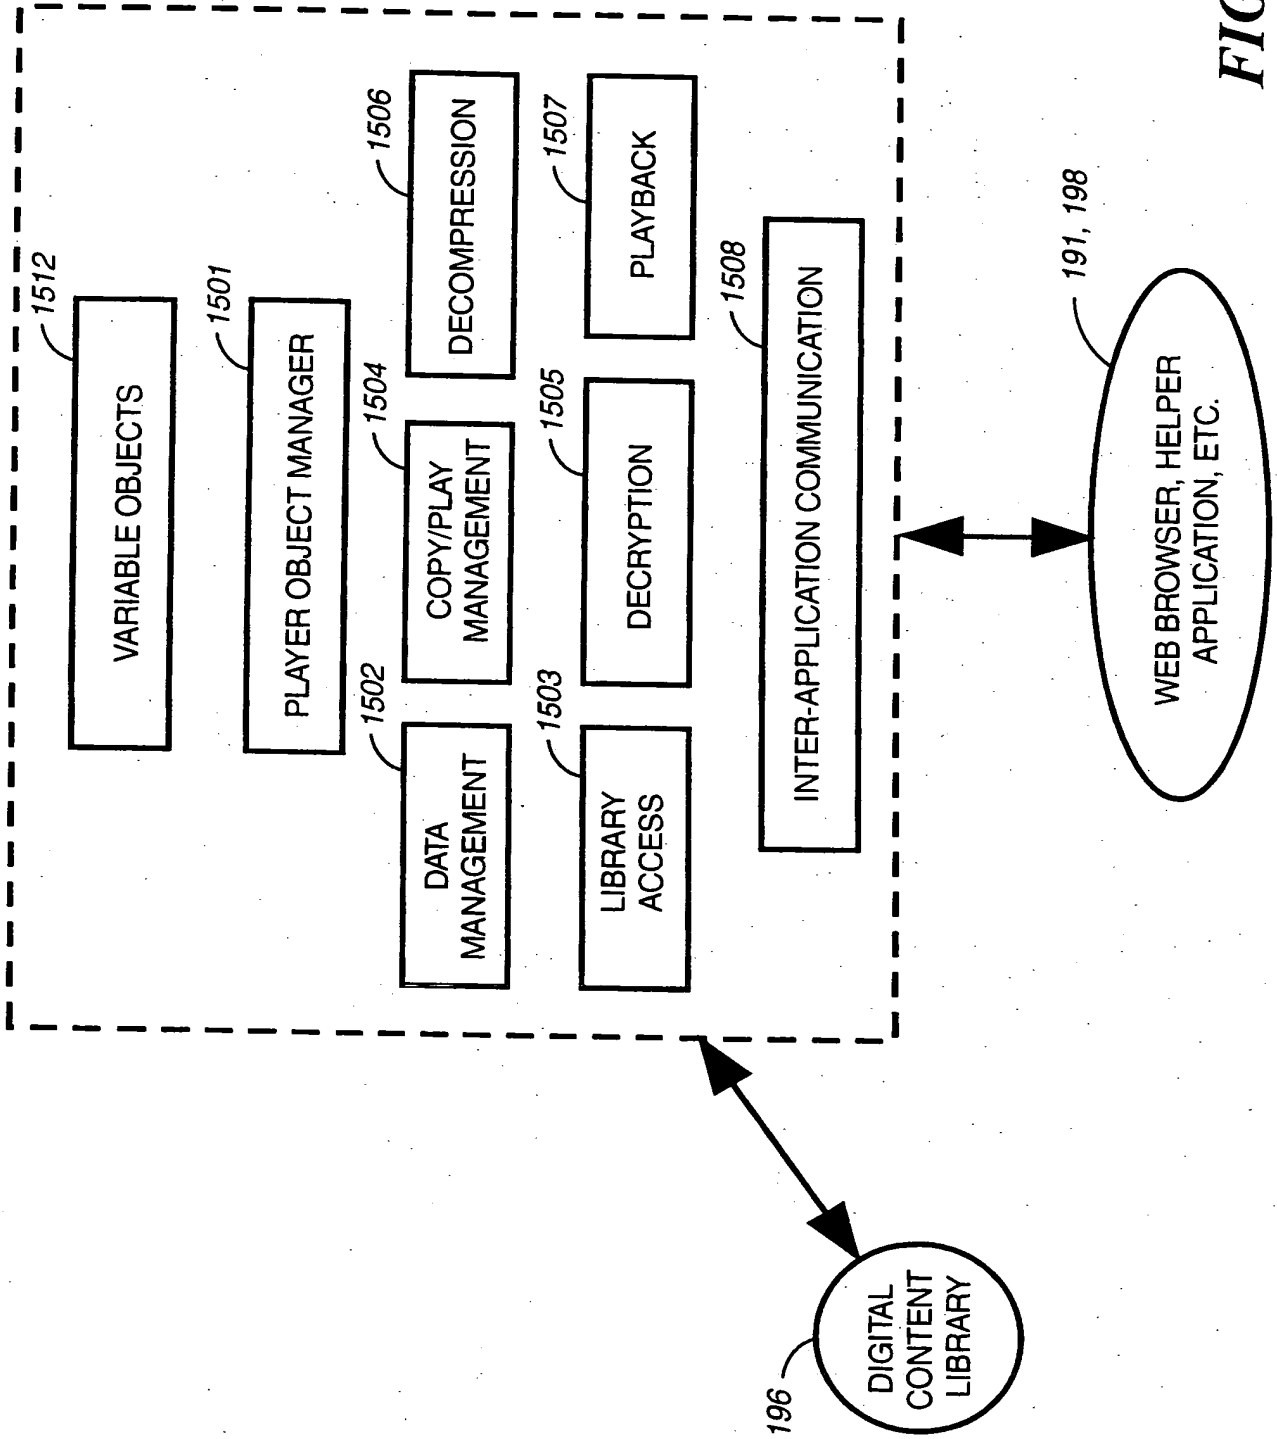 1512
VARIABLE OBJECTS
1501
PLAYER OBJECT MANAGER
1502
DATA
MANAGEMENT
1504
COPY/PLAY
MANAGEMENT
1506
DECOMPRESSION
1503
LIBRARY
ACCESS
1505
DECRYPTION
1507
PLAYBACK
1508
INTER-APPLICATION COMMUNICATION
196
DIGITAL
CONTENT
LIBRARY
191, 198
WEB BROWSER, HELPER
APPLICATION, ETC.
FIG